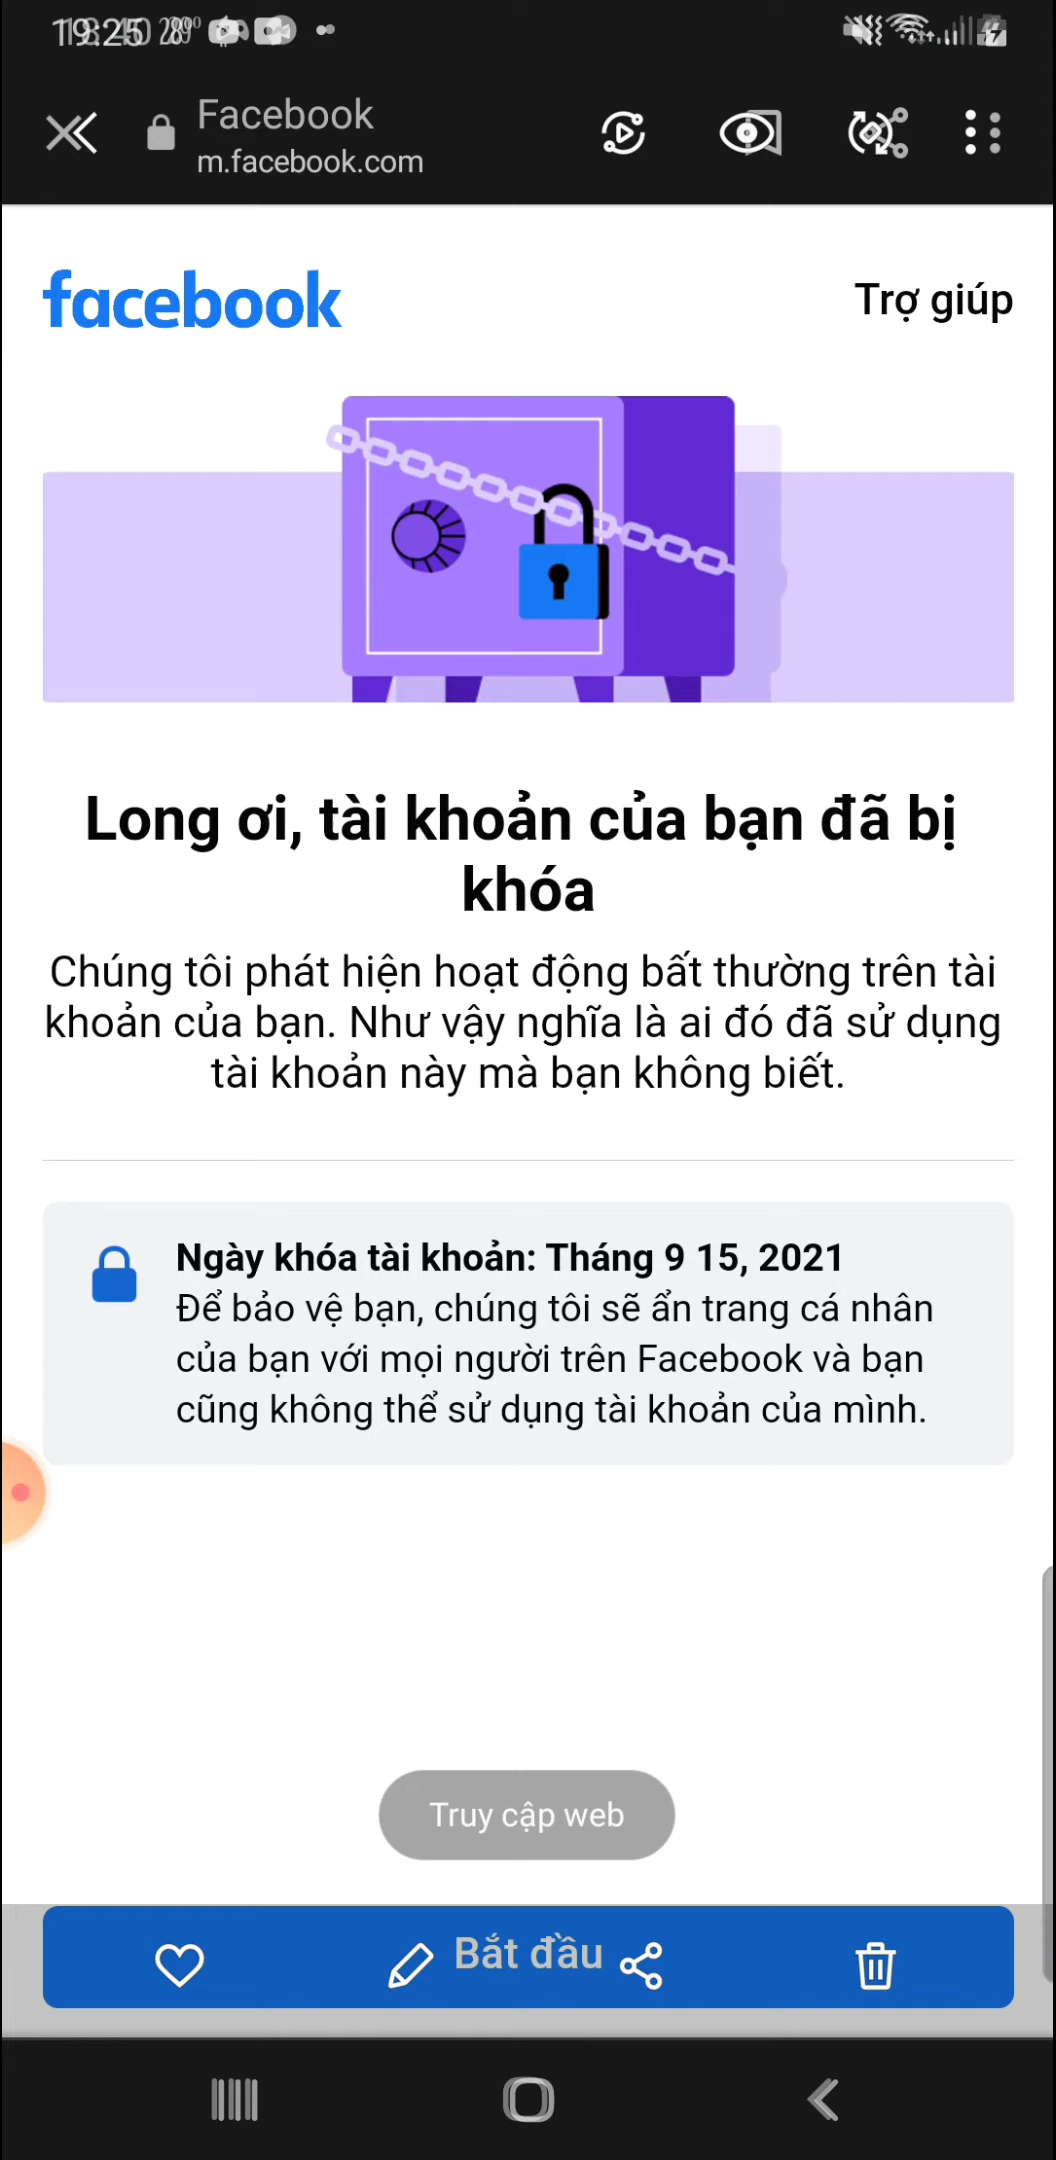 Facebook
m.facebook.com
facebook
Trợ giúp
Long ơi, tài khoản của bạn đã bị
khóa
Chúng tôi phát hiện hoạt động bất thường trên tài
khoản của bạn. Như vậy nghĩa là ai đó đã sử dụng
tài khoản này mà bạn không biết.
Ngày khóa tài khoản: Tháng 9 15, 2021
Để bảo vệ bạn, chúng tôi sẽ ẩn trang cá nhân
của bạn với mọi người trên Facebook và bạn
cũng không thể sử dụng tài khoản của mình.
Truy cập web
Bắt đầu